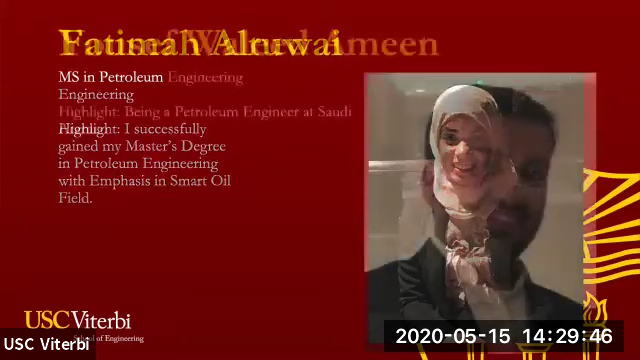 Fatimah Altuwai
Ameen
MS in Petroleum Engineering
Engineering
Highlight: Being a Petroleum Engineer at Saudi
Highlight: I successfully
gained my Master's Degree
in Petroleum Engineering
with Emphasis in Smart Oil
Field.
USC Viterbi
School of Engineering
USC Viterbi
2020-05-15 14:29:46